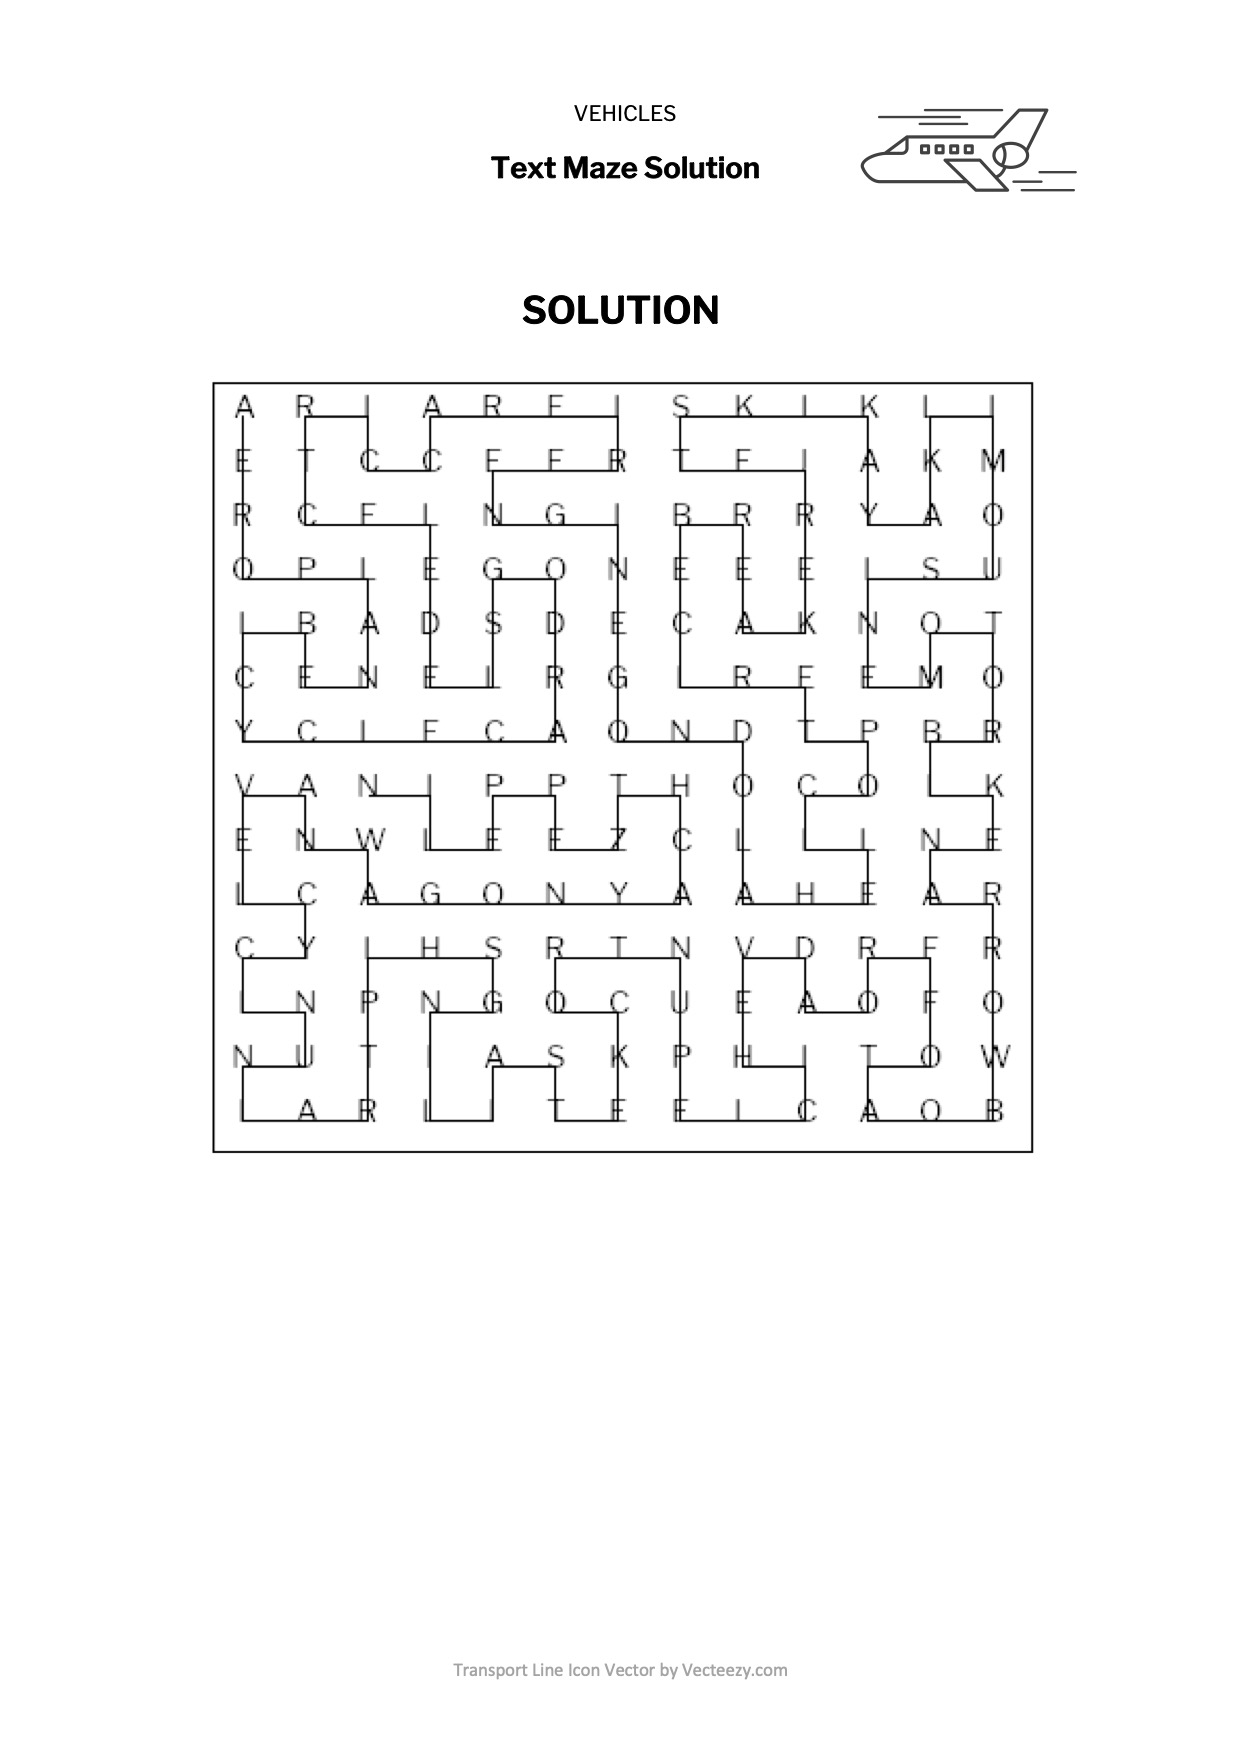 VEHICLES
Text Maze Solution
SOLUTION
A R I A R F I S K I K L I
E T C C F F R T F I A K M
R C F L N G I B R R Y A O
O P L E G O N E E E I S U
I B A D S D E C A K N O T
C E N E L R G I R E E M O
Y C I F C A O N D T P B R
V A N I P P T H O C O I K
E N W L E E Z C L I L N E
L C A G O N Y A A H E A R
C Y I H S R T N V D R F R
I N P N G O C U E A O F O
N U T I A S K P H I T O W
I A R L I T E E I C A O B
Transport Line Icon Vector by Vecteezy.com